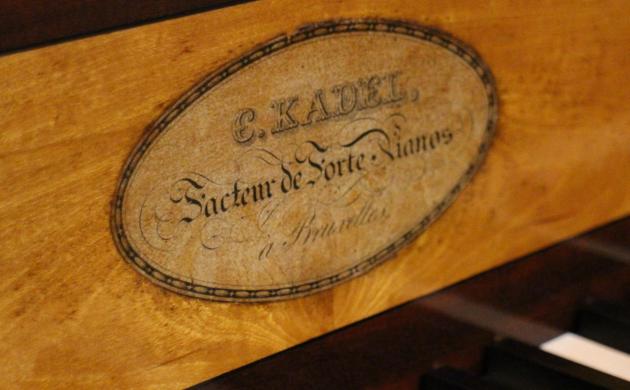 C. KADEL,
Facteur de Forte Pianos
à Bruxelles,